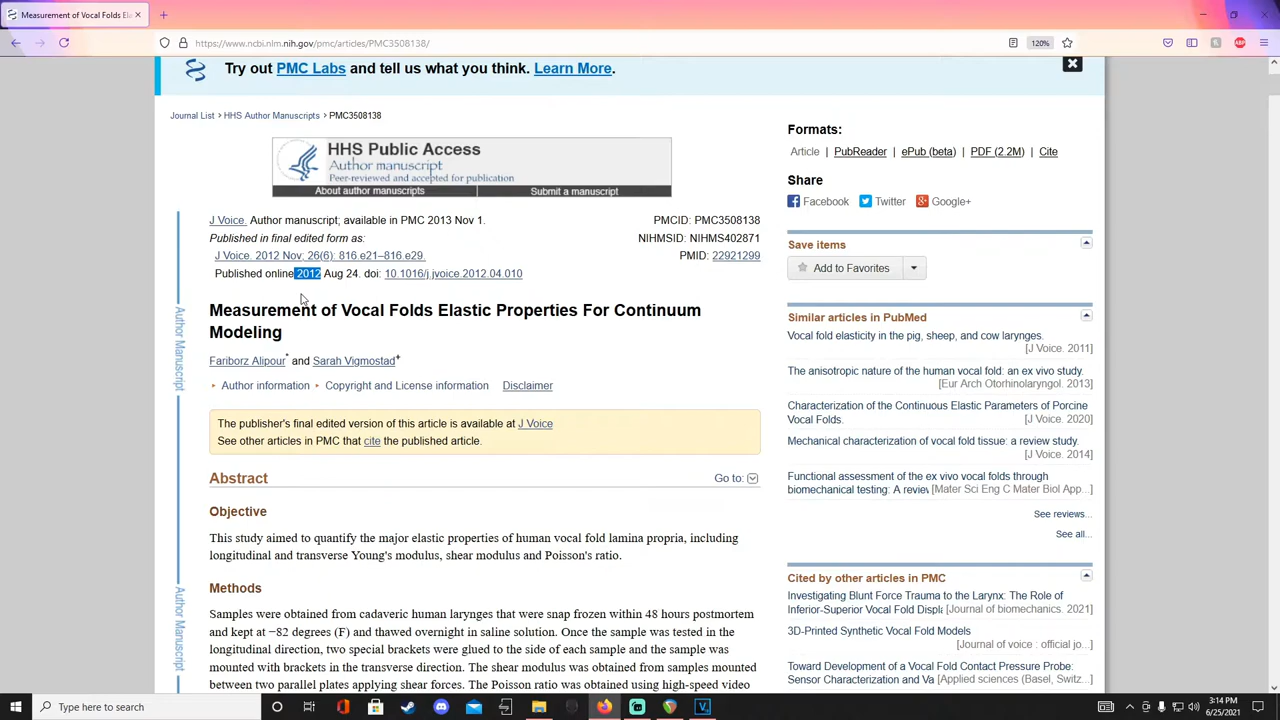 Measurement of Vocal Folds Ela
https://www.ncbi.nlm.nih.gov/pmc/articles/PMC3508138/
120%
Try out PMC Labs and tell us what you think. Learn More.
Journal List › HHS Author Manuscripts › PMC3508138
HHS Public Access
Author manuscript
Peer-reviewed and accepted for publication
About author manuscripts
Submit a manuscript
J Voice. Author manuscript; available in PMC 2013 Nov 1.
Published in final edited form as:
J Voice. 2012 Nov; 26(6): 816.e21–816.e29.
Published online 2012 Aug 24. doi: 10.1016/j.jvoice.2012.04.010
PMCID: PMC3508138
NIHMSID: NIHMS402871
PMID: 22921299
Measurement of Vocal Folds Elastic Properties For Continuum
Modeling
Fariborz Alipour* and Sarah Vigmostad+
Author information
Copyright and License information
Disclaimer
The publisher's final edited version of this article is available at J Voice
See other articles in PMC that cite the published article.
Abstract
Go to:
Objective
This study aimed to quantify the major elastic properties of human vocal fold lamina propria, including
longitudinal and transverse Young's modulus, shear modulus and Poisson's ratio.
Methods
Samples were obtained from cadaveric human larynges that were snap frozen within 48 hours postmortem
and kept at −82 degrees (F) and thawed overnight in saline solution. Once the sample was tested in the
longitudinal direction, two special brackets were glued to the side of each sample and the sample was
mounted with brackets in the transverse direction. The shear modulus was obtained from samples mounted
between two parallel plates applying shear forces. The Poisson ratio was obtained using high-speed video
Author Manuscript
Author Manuscript
Formats:
Article | PubReader | ePub (beta) | PDF (2.2M) | Cite
Share
Facebook
Twitter
Google+
Save items
Add to Favorites
Similar articles in PubMed
Vocal fold elasticity in the pig, sheep, and cow larynges.
[J Voice. 2011]
The anisotropic nature of the human vocal fold: an ex vivo study.
[Eur Arch Otorhinolaryngol. 2013]
Characterization of the Continuous Elastic Parameters of Porcine
Vocal Folds. [J Voice. 2020]
Mechanical characterization of vocal fold tissue: a review study.
[J Voice. 2014]
Functional assessment of the ex vivo vocal folds through
biomechanical testing: A review [Mater Sci Eng C Mater Biol App...]
See reviews...
See all...
Cited by other articles in PMC
Investigating Blunt Force Trauma to the Larynx: The Role of
Inferior-Superior Vocal Fold Displ [Journal of biomechanics. 2021]
3D-Printed Synthetic Vocal Fold Models
[Journal of voice : official jo...]
Toward Development of a Vocal Fold Contact Pressure Probe:
Sensor Characterization and Va [Applied sciences (Basel, Switz...]
Type here to search
3:14 PM
6/25/2021